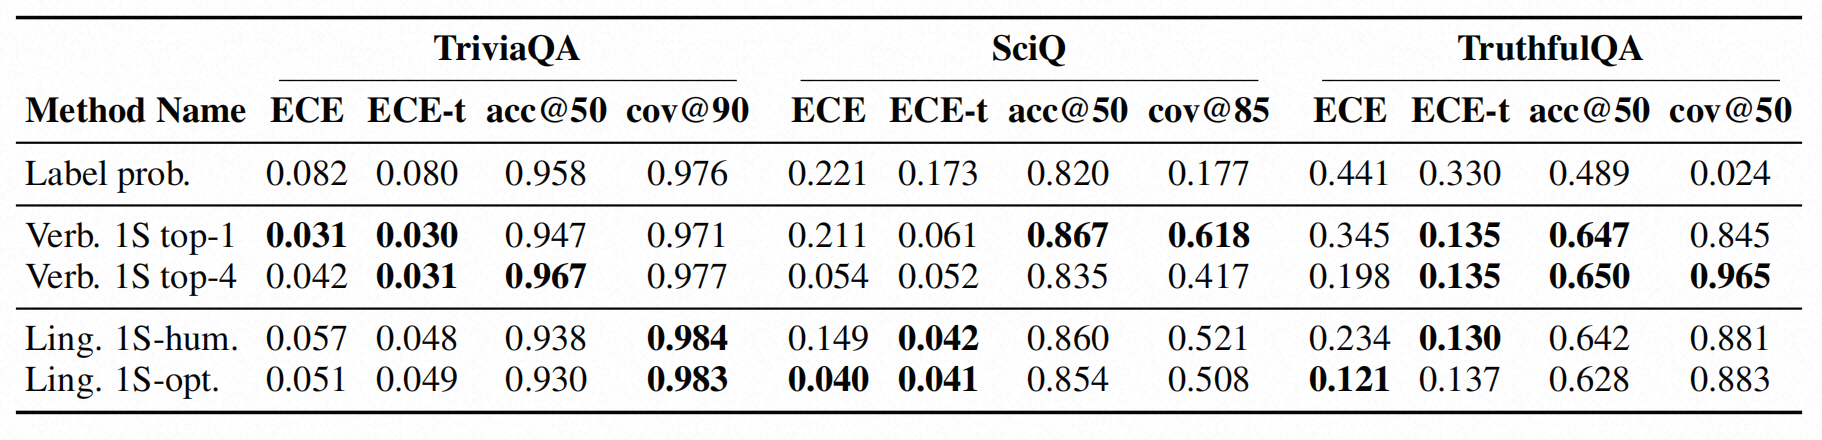 TriviaQA SciQ TruthfulQA
Method Name ECE ECE-t acc@50 cov@90 ECE ECE-t acc@50 cov@85 ECE ECE-t acc@50 cov@50
Label prob. 0.082 0.080 0.958 0.976 0.221 0.173 0.820 0.177 0.441 0.330 0.489 0.024
Verb. 1S top-1 0.031 0.030 0.947 0.971 0.211 0.061 0.867 0.618 0.345 0.135 0.647 0.845
Verb. 1S top-4 0.042 0.031 0.967 0.977 0.054 0.052 0.835 0.417 0.198 0.135 0.650 0.965
Ling. 1S-hum. 0.057 0.048 0.938 0.984 0.149 0.042 0.860 0.521 0.234 0.130 0.642 0.881
Ling. 1S-opt. 0.051 0.049 0.930 0.983 0.040 0.041 0.854 0.508 0.121 0.137 0.628 0.883